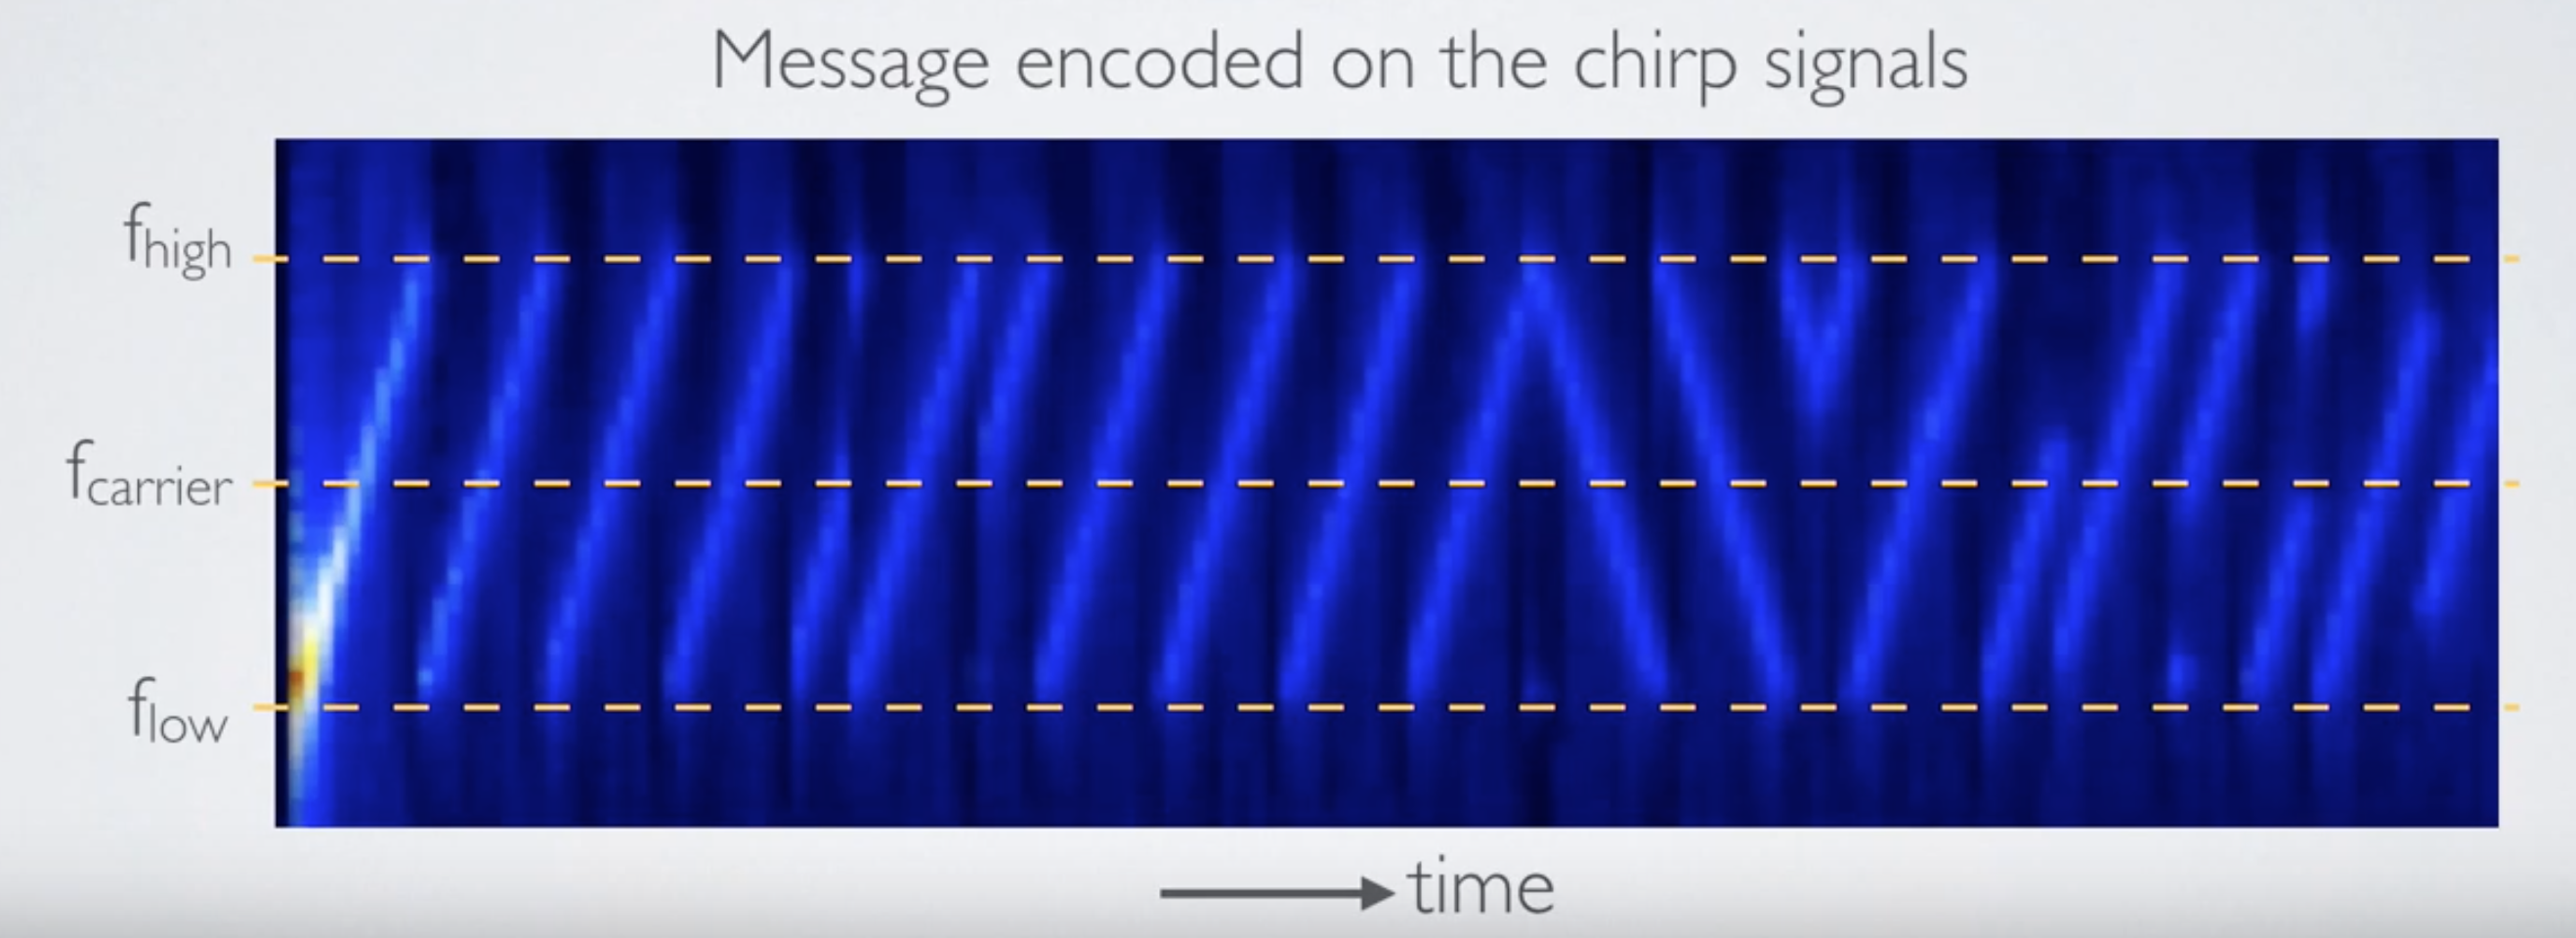 Message encoded on the chirp signals
fhigh
fcarrier
flow
time